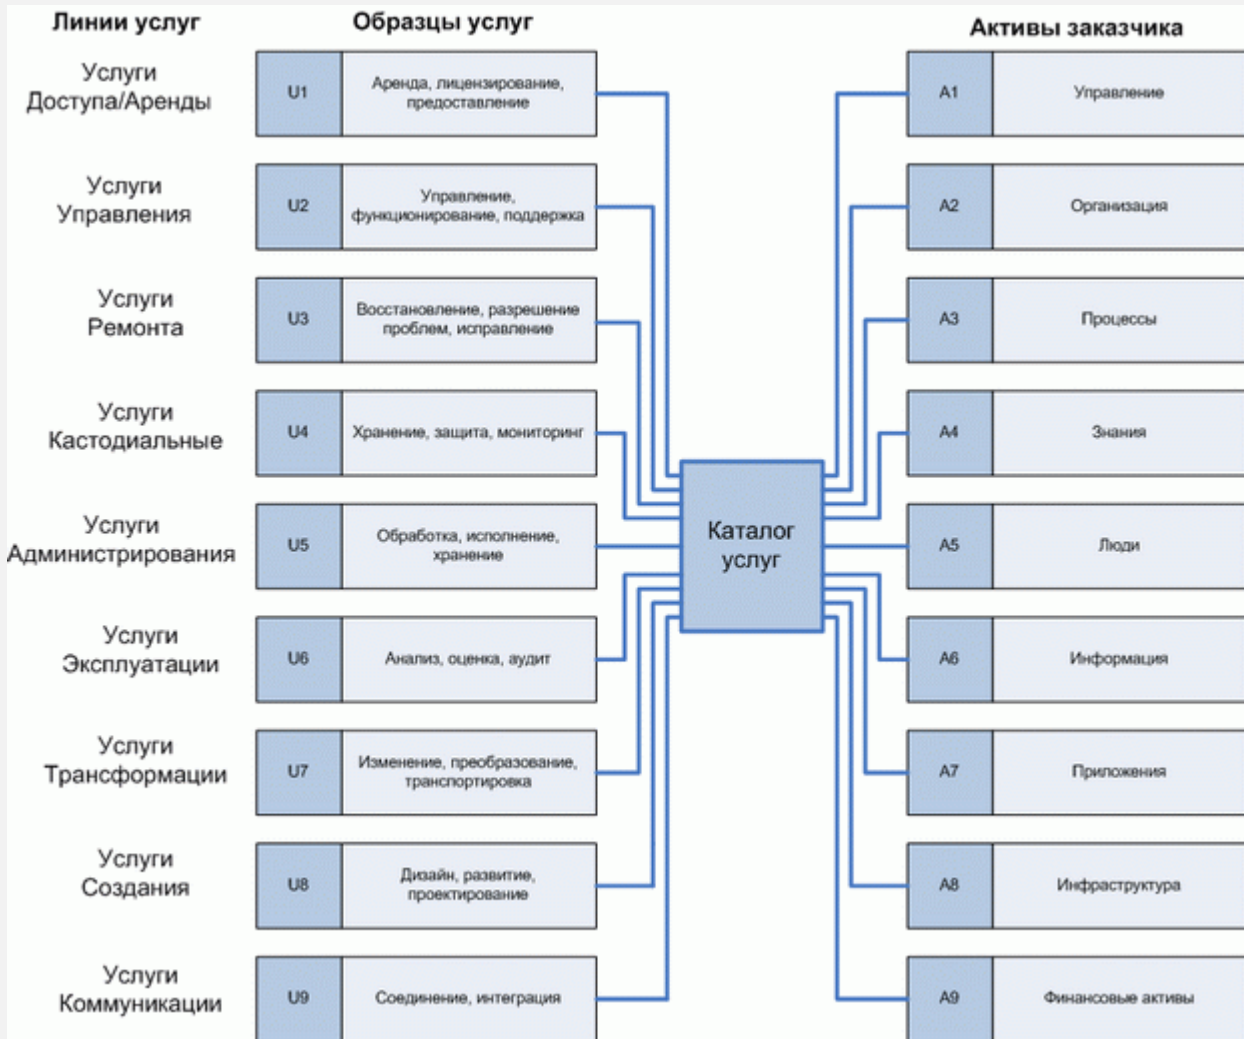 Линии услуг
Образцы услуг
Активы заказчика
Услуги
Доступа/Аренды
U1
Аренда, лицензирование,
предоставление
A1
Управление
Услуги
Управления
U2
Управление,
функционирование, поддержка
A2
Организация
Услуги
Ремонта
U3
Восстановление, разрешение
проблем, исправление
A3
Процессы
Услуги
Кастодиальные
U4
Хранение, защита, мониторинг
A4
Знания
Каталог
услуг
Услуги
Администрирования
U5
Обработка, исполнение,
хранение
A5
Люди
Услуги
Эксплуатации
U6
Анализ, оценка, аудит
A6
Информация
Услуги
Трансформации
U7
Изменение, преобразование,
транспортировка
A7
Приложения
Услуги
Создания
U8
Дизайн, развитие,
проектирование
A8
Инфраструктура
Услуги
Коммуникации
U9
Соединение, интеграция
A9
Финансовые активы